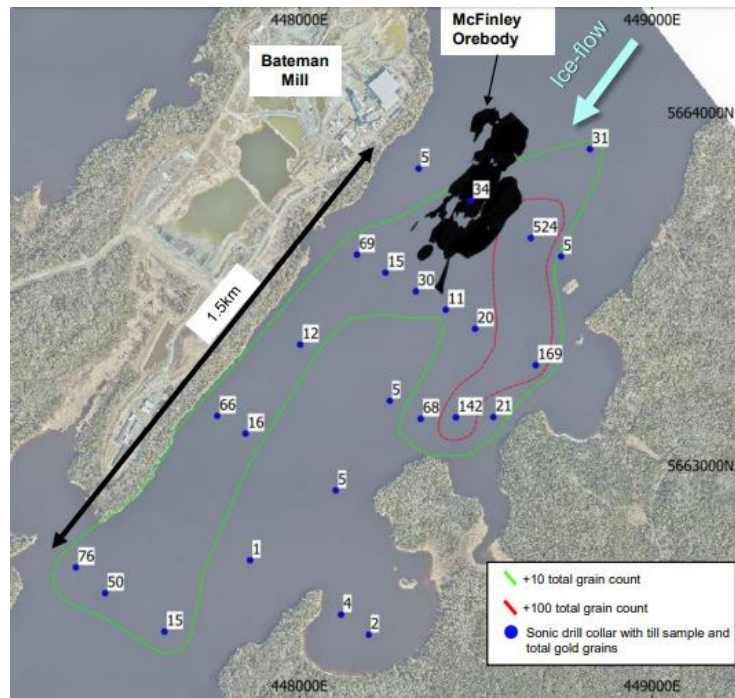 448000E
449000E
McFinley
Orebody
Bateman
Mill
Ice-flow
5664000N
31
5
34
524
69
5
15
30
1.5km
11
20
12
169
5
66
68
142
21
16
5663000N
5
1
76
50
4
15
2
+10 total grain count
+100 total grain count
Sonic drill collar with till sample and
total gold grains
448000E
449000E